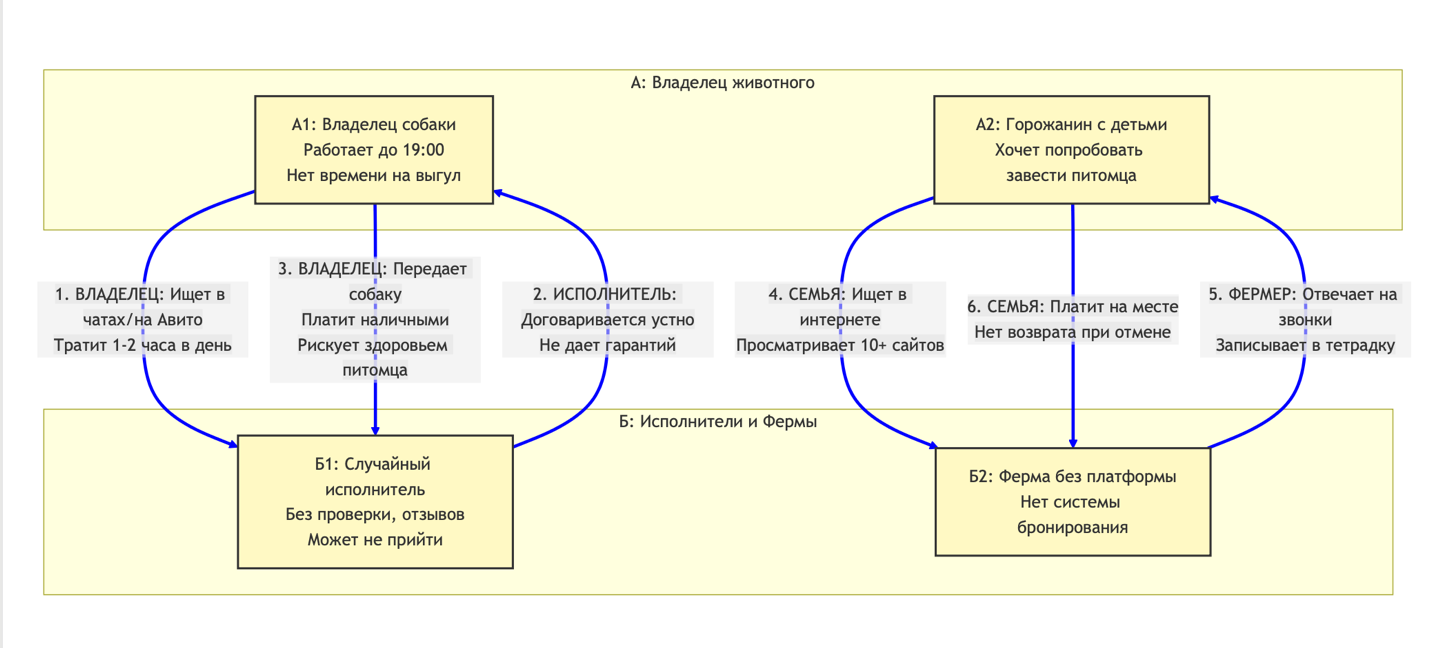 А: Владелец животного
А1: Владелец собаки
Работает до 19:00
Нет времени на выгул
А2: Горожанин с детьми
Хочет попробовать
завести питомца
1. ВЛАДЕЛЕЦ: Ищет в
чатах/на Авито
Тратит 1-2 часа в день
3. ВЛАДЕЛЕЦ: Передает
собаку
Платит наличными
Рискует здоровьем
питомца
2. ИСПОЛНИТЕЛЬ:
Договаривается устно
Не дает гарантий
4. СЕМЬЯ: Ищет в
интернете
Просматривает 10+ сайтов
6. СЕМЬЯ: Платит на месте
Нет возврата при отмене
5. ФЕРМЕР: Отвечает на
звонки
Записывает в тетрадку
Б: Исполнители и Фермы
Б1: Случайный
исполнитель
Без проверки, отзывов
Может не прийти
Б2: Ферма без платформы
Нет системы
бронирования